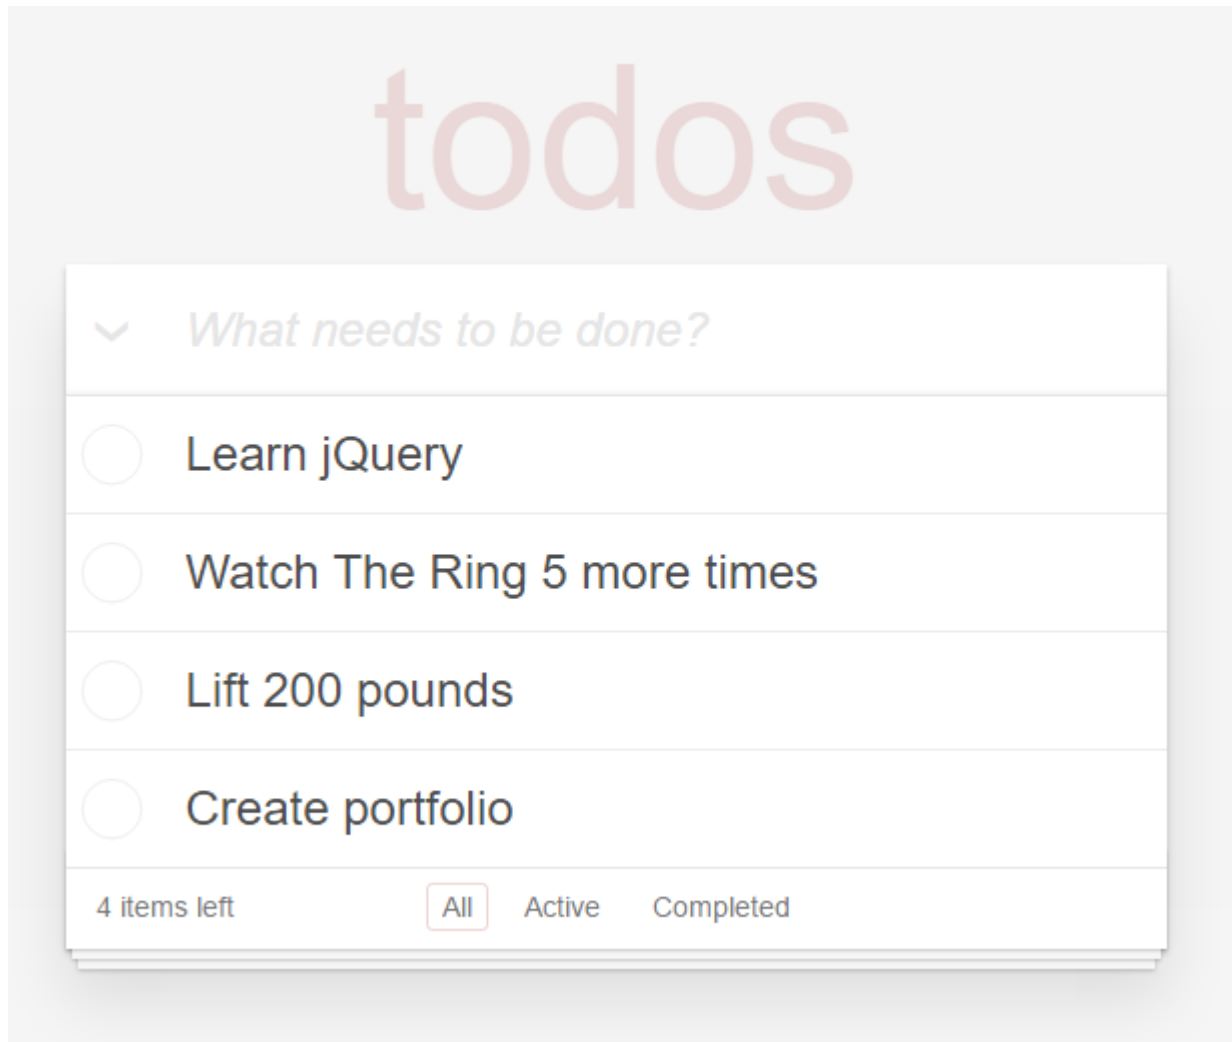 todos
What needs to be done?
Learn jQuery
Watch The Ring 5 more times
Lift 200 pounds
Create portfolio
4 items left All Active Completed